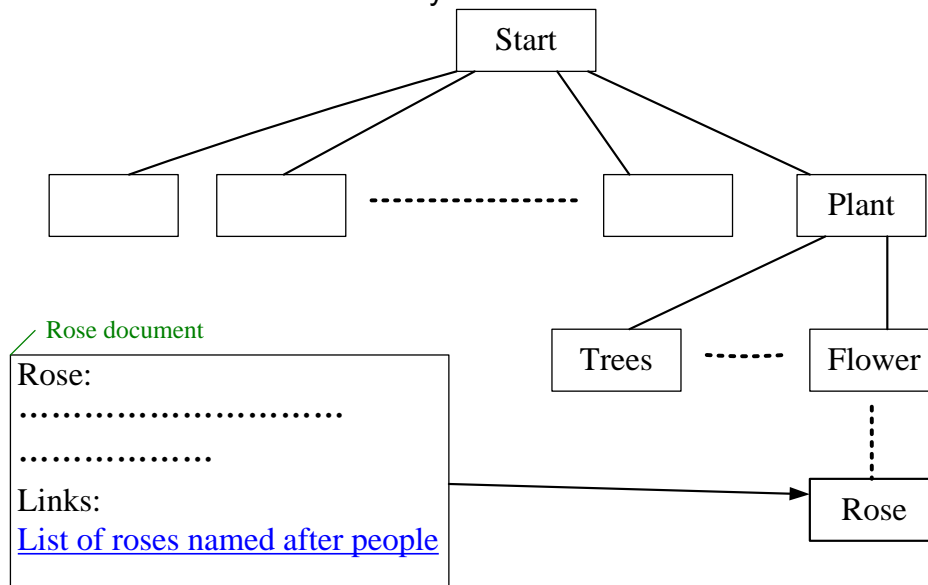 Start
Plant
Rose document
Trees
Flower
Rose:
.................................
...................
Links:
List of roses named after people
Rose